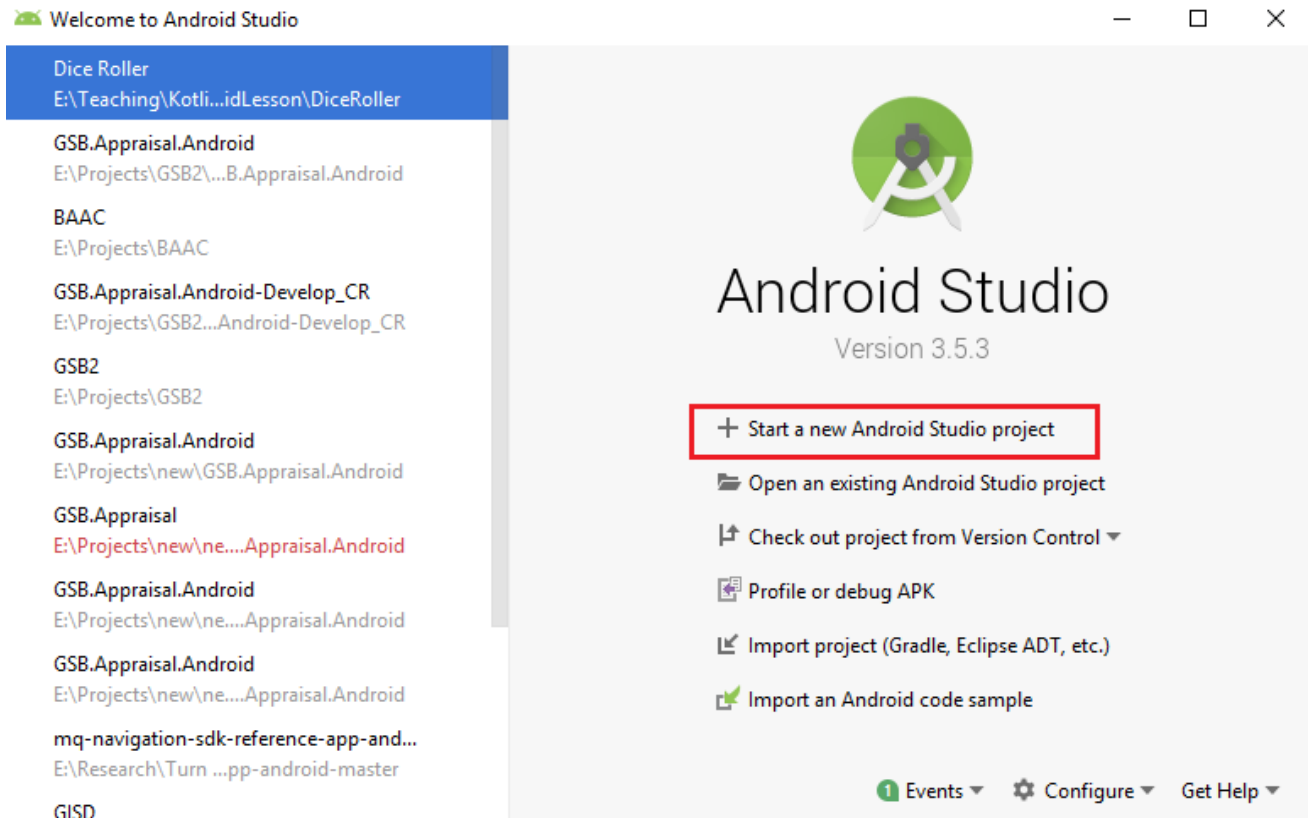 Welcome to Android Studio
Dice Roller
E:\Teaching\Kotli...idLesson\DiceRoller
GSB.Appraisal.Android
E:\Projects\GSB2\...B.Appraisal.Android
BAAC
E:\Projects\BAAC
GSB.Appraisal.Android-Develop_CR
E:\Projects\GSB2...Android-Develop_CR
GSB2
E:\Projects\GSB2
GSB.Appraisal.Android
E:\Projects\new\GSB.Appraisal.Android
GSB.Appraisal
E:\Projects\new\ne....Appraisal.Android
GSB.Appraisal.Android
E:\Projects\new\ne....Appraisal.Android
GSB.Appraisal.Android
E:\Projects\new\ne....Appraisal.Android
mq-navigation-sdk-reference-app-and...
E:\Research\Turn ...pp-android-master
GISD
Android Studio
Version 3.5.3
Start a new Android Studio project
Open an existing Android Studio project
Check out project from Version Control
Profile or debug APK
Import project (Gradle, Eclipse ADT, etc.)
Import an Android code sample
1 Events
Configure
Get Help